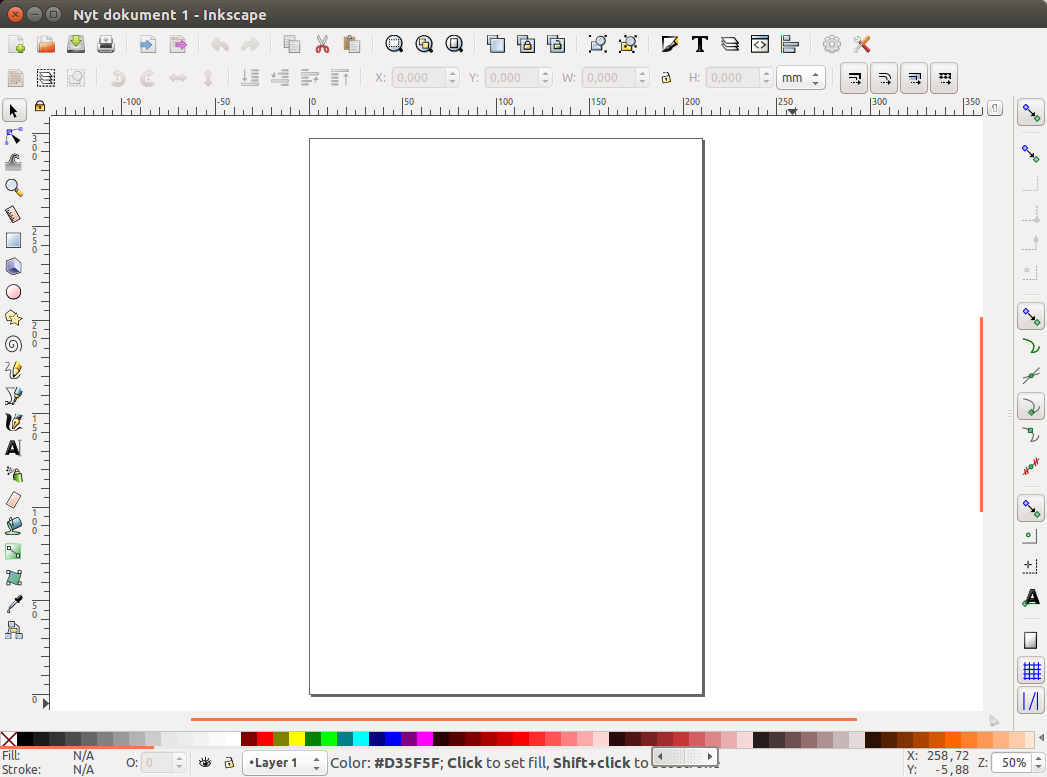 Nyt dokument 1 - Inkscape
X: 0,000 Y: 0,000 W: 0,000 H: 0,000 mm
-100 -50 0 50 100 150 200 250 300 350
300
250
200
150
100
50
0
Fill: N/A
Stroke: N/A
O: 0
•Layer 1
Color: #D35F5F; Click to set fill, Shift+click to
X: 258,72
Y: -5,88
Z: 50%